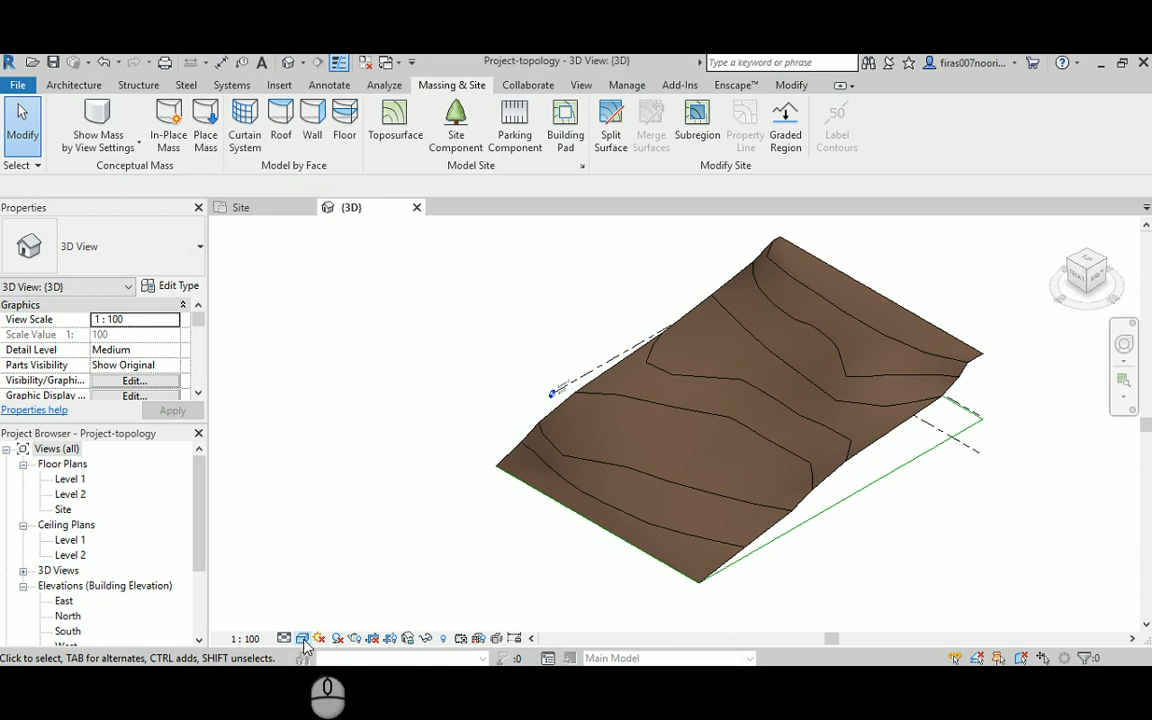 Project-topology - 3D View: {3D}
Type a keyword or phrase
firas007noori...
File
Architecture
Structure
Steel
Systems
Insert
Annotate
Analyze
Massing & Site
Collaborate
View
Manage
Add-Ins
Enscape™
Modify
Modify
Show Mass
by View Settings
In-Place
Mass
Place
Mass
Curtain
System
Roof
Wall
Floor
Toposurface
Site
Component
Parking
Component
Building
Pad
Split
Surface
Merge
Surfaces
Subregion
Property
Line
Graded
Region
50
Label
Contours
Select
Conceptual Mass
Model by Face
Model Site
Modify Site
Properties
Site
{3D}
3D View
3D View: {3D}
Edit Type
Graphics
View Scale
1 : 100
Scale Value 1:
100
Detail Level
Medium
Parts Visibility
Show Original
Visibility/Graphi...
Edit...
Graphic Display ...
Edit...
Properties help
Apply
Project Browser - Project-topology
Views (all)
Floor Plans
Level 1
Level 2
Site
Ceiling Plans
Level 1
Level 2
3D Views
Elevations (Building Elevation)
East
North
South
1 : 100
Click to select, TAB for alternates, CTRL adds, SHIFT unselects.
:0
Main Model
:0
TOP
FRONT
0